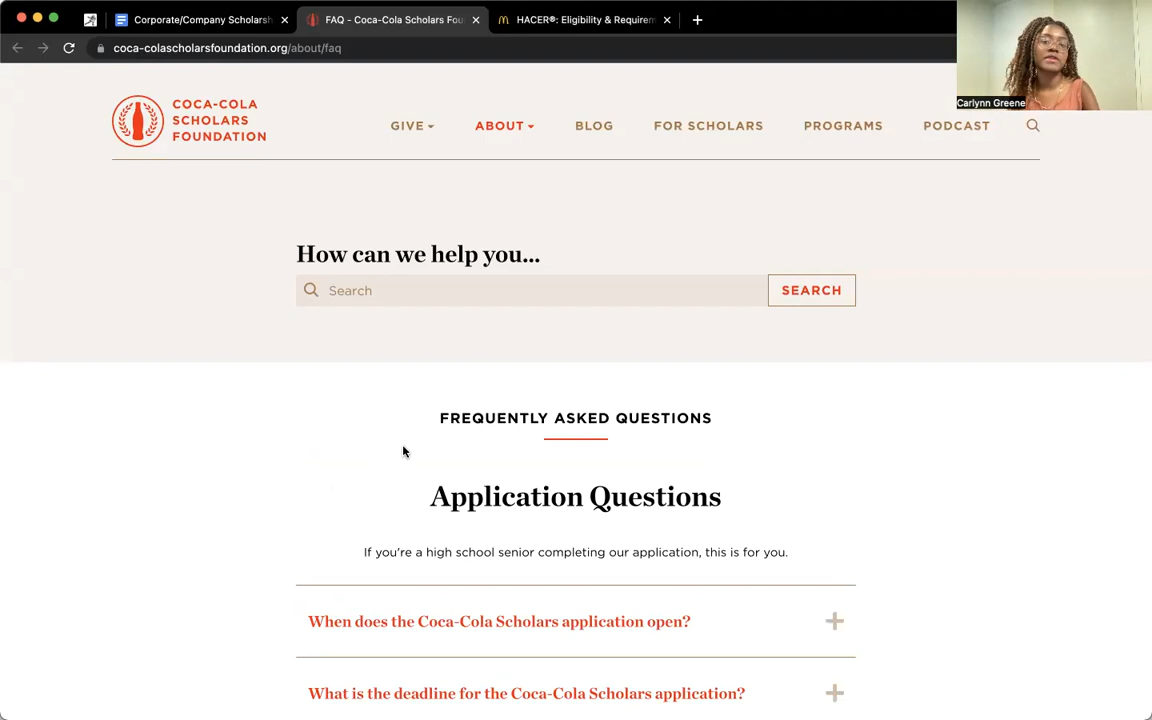 Corporate/Company Scholarsh
FAQ - Coca-Cola Scholars Fou
HACER®: Eligibility & Requirem
coca-colascholarsfoundation.org/about/faq
Carlynn Greene
COCA-COLA
SCHOLARS
FOUNDATION
GIVE
ABOUT
BLOG
FOR SCHOLARS
PROGRAMS
PODCAST
How can we help you...
Search
SEARCH
FREQUENTLY ASKED QUESTIONS
Application Questions
If you're a high school senior completing our application, this is for you.
When does the Coca-Cola Scholars application open?
What is the deadline for the Coca-Cola Scholars application?